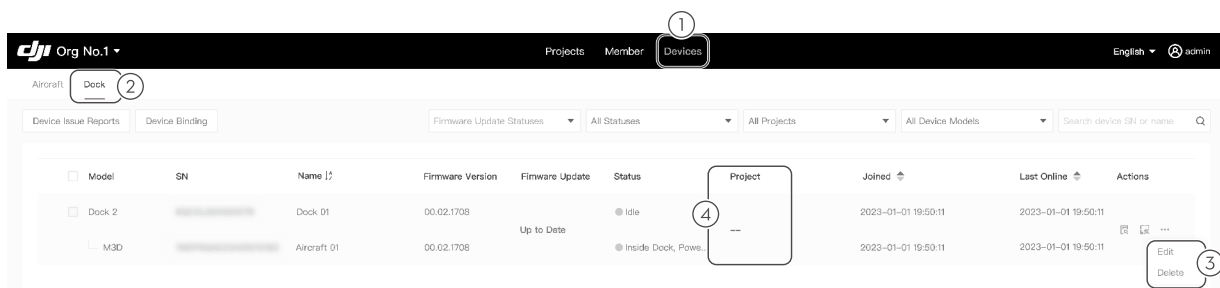 1
dji Org No.1 Projects Member Devices English admin
Aircraft Dock 2
Device Issue Reports Device Binding Firmware Update Statuses All Statuses All Projects All Device Models Search device SN or name
Model SN Name Firmware Version Fimware Update Status Project Joined Last Online Actions
Dock 2 Dock 01 00.02.1708 Idle 4 2023-01-01 19:50:11 2023-01-01 19:50:11
Up to Date -- ...
M3D Aircraft 01 00.02.1708 Inside Dock, Powe... 2023-01-01 19:50:11 2023-01-01 19:50:11
Edit 3
Delete